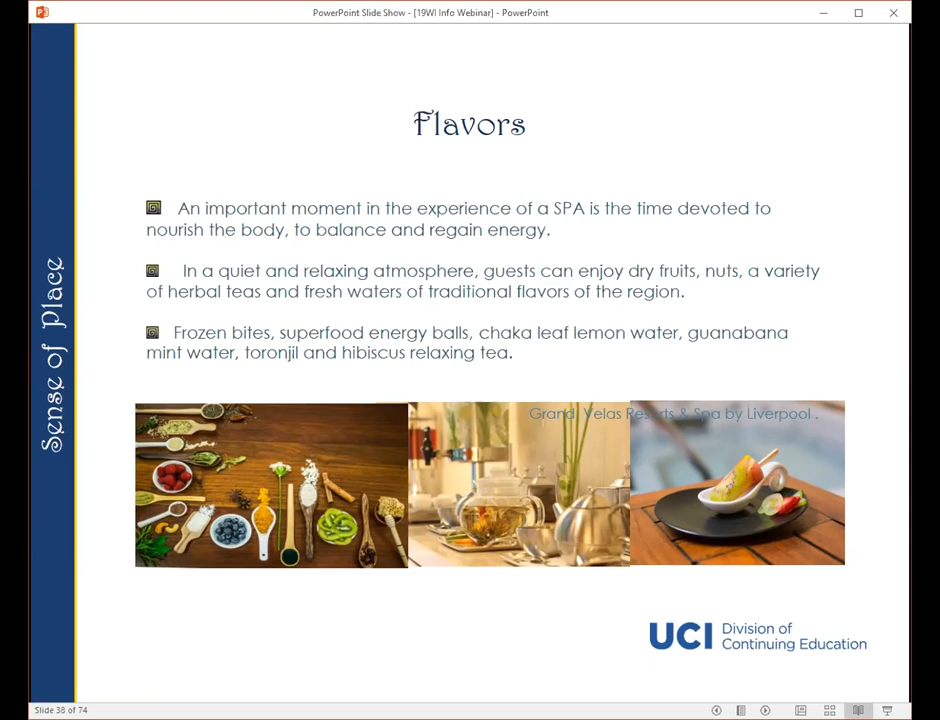 PowerPoint Slide Show - [19WI Info Webinar] - PowerPoint
Flavors
An important moment in the experience of a SPA is the time devoted to
nourish the body, to balance and regain energy.
In a quiet and relaxing atmosphere, guests can enjoy dry fruits, nuts, a variety
of herbal teas and fresh waters of traditional flavors of the region.
Frozen bites, superfood energy balls, chaka leaf lemon water, guanabana
mint water, toronjil and hibiscus relaxing tea.
Sense of Place
Grand Velas Resorts & Spa by Liverpool .
UCI Division of
Continuing Education
Slide 38 of 74